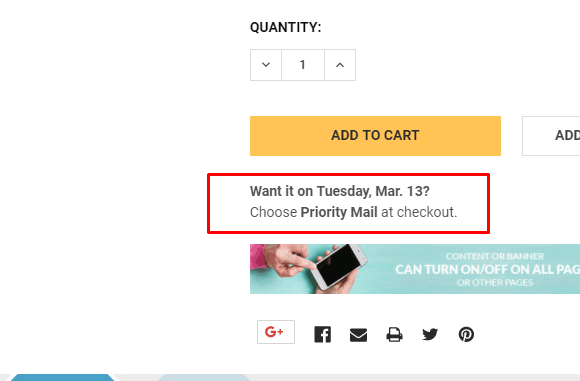 QUANTITY:
1
ADD TO CART
ADD
Want it on Tuesday, Mar. 13?
Choose Priority Mail at checkout.
CONTENT OR BANNER
CAN TURN ON/OFF ON ALL PAG
OR OTHER PAGES
G+